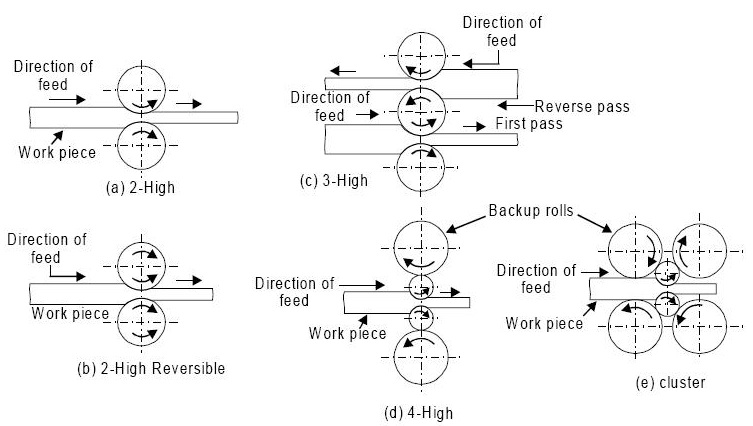 Direction of
feed
Work piece
(a) 2-High
Direction of
feed
Direction of
feed
Reverse pass
First pass
(c) 3-High
Direction of
feed
Work piece
(b) 2-High Reversible
Backup rolls
Direction of
feed
Work piece
(d) 4-High
Direction of
feed
Work piece
(e) cluster